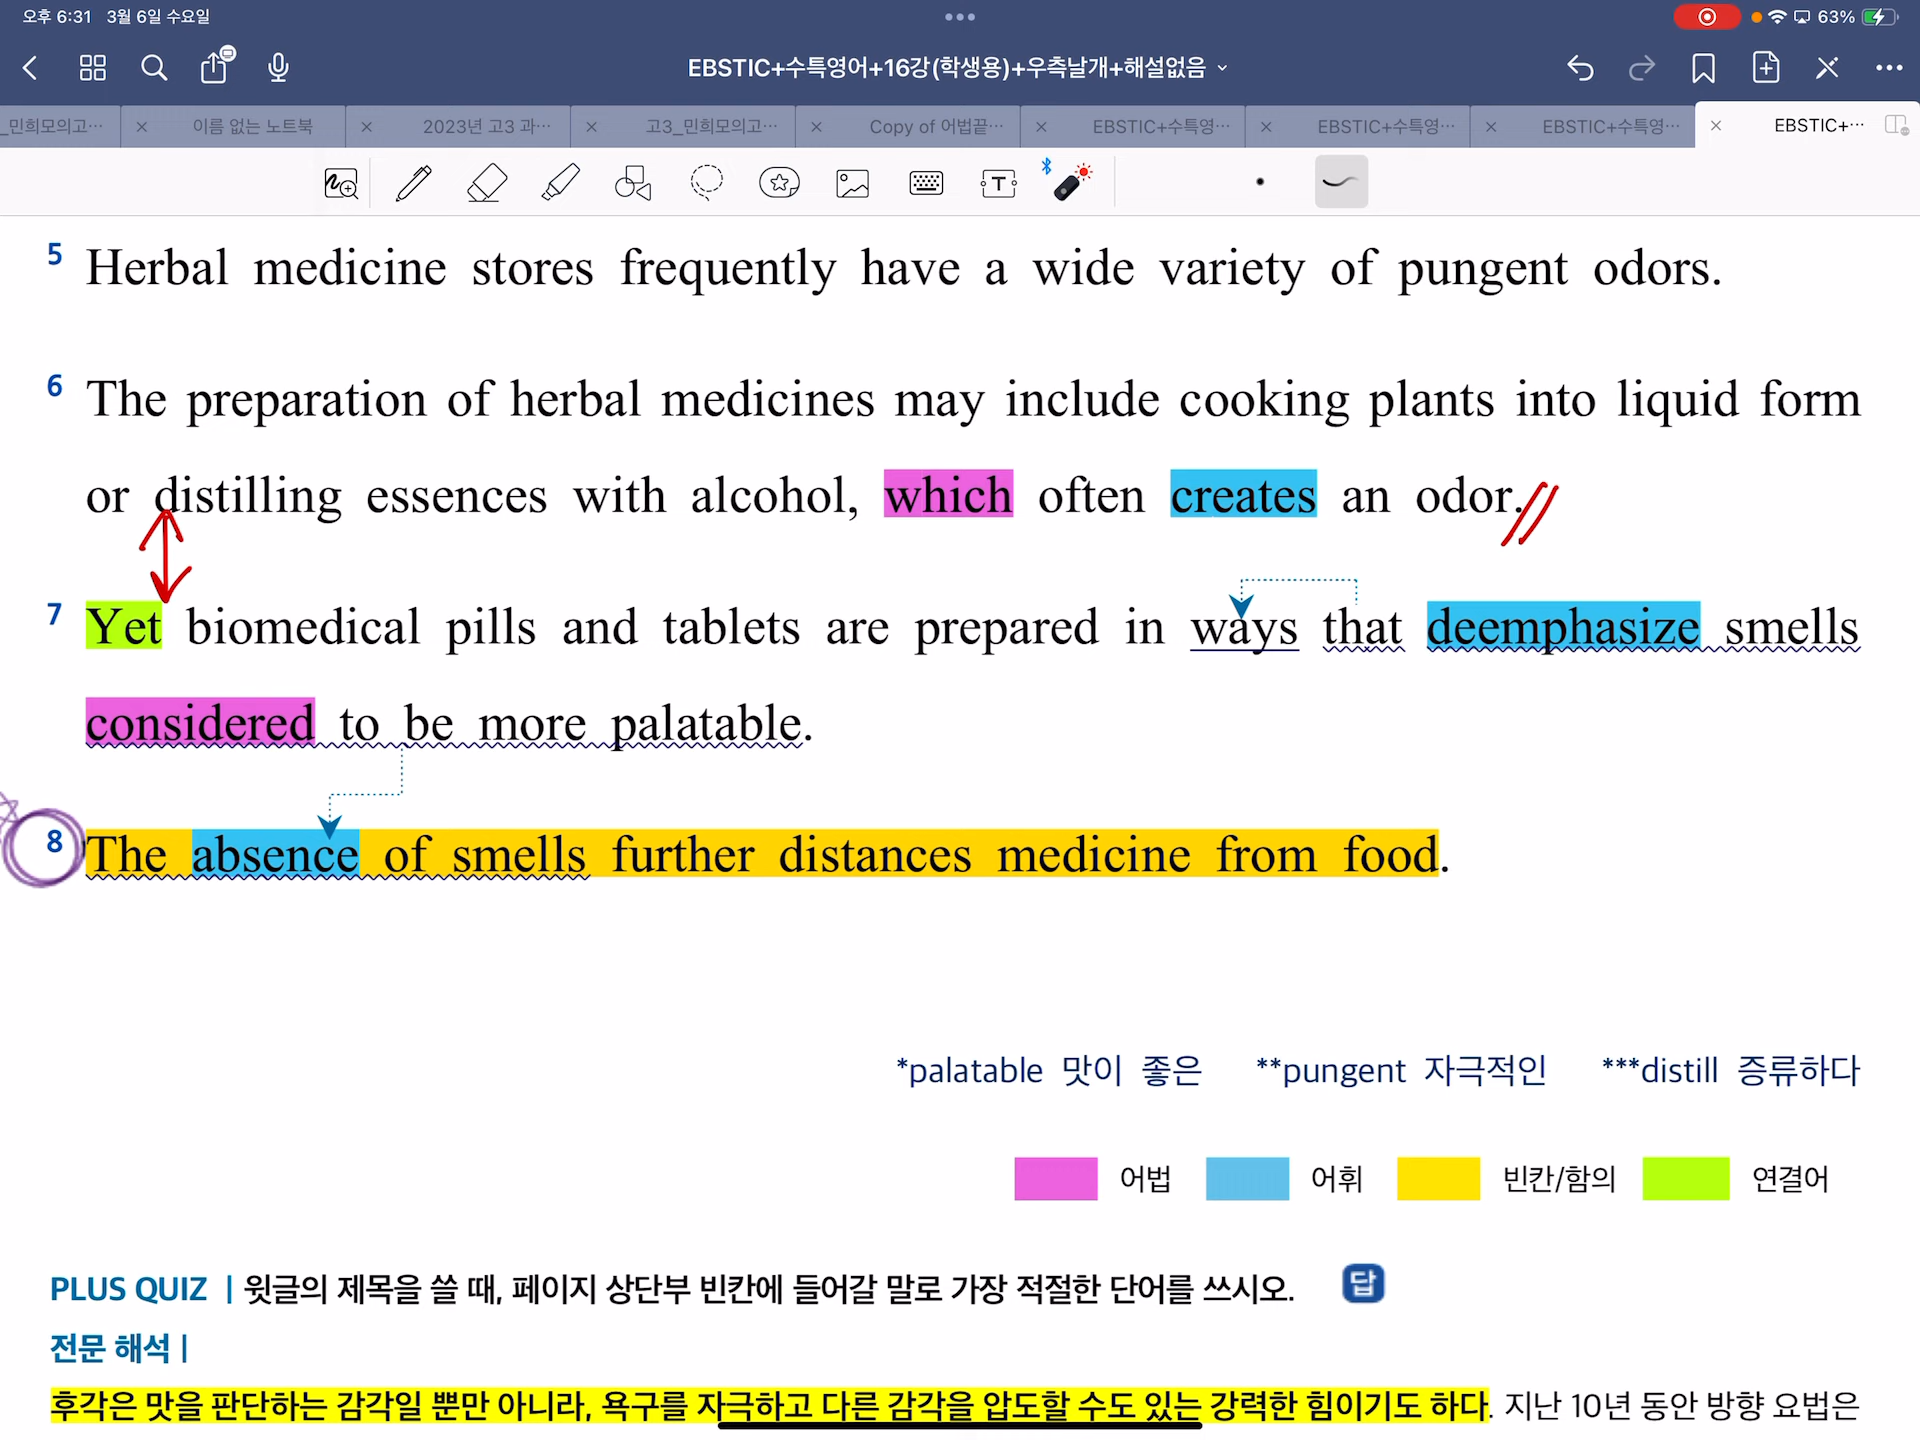 오후 6:31 3월 6일 수요일
63%
EBSTIC+수특영어+16강(학생용)+우측날개+해설없음
_민희모의고… 이름 없는 노트북 2023년 고3 과… 고3_민희모의고… Copy of 어법끝… EBSTIC+수특영… EBSTIC+수특영… EBSTIC+수특영… EBSTIC+…
5 Herbal medicine stores frequently have a wide variety of pungent odors.
6 The preparation of herbal medicines may include cooking plants into liquid form
or distilling essences with alcohol, which often creates an odor.
7 Yet biomedical pills and tablets are prepared in ways that deemphasize smells
considered to be more palatable.
8 The absence of smells further distances medicine from food.
*palatable 맛이 좋은 **pungent 자극적인 ***distill 증류하다
어법 어휘 빈칸/함의 연결어
PLUS QUIZ | 윗글의 제목을 쓸 때, 페이지 상단부 빈칸에 들어갈 말로 가장 적절한 단어를 쓰시오. 답
전문 해석 |
후각은 맛을 판단하는 감각일 뿐만 아니라, 욕구를 자극하고 다른 감각을 압도할 수도 있는 강력한 힘이기도 하다. 지난 10년 동안 방향 요법은